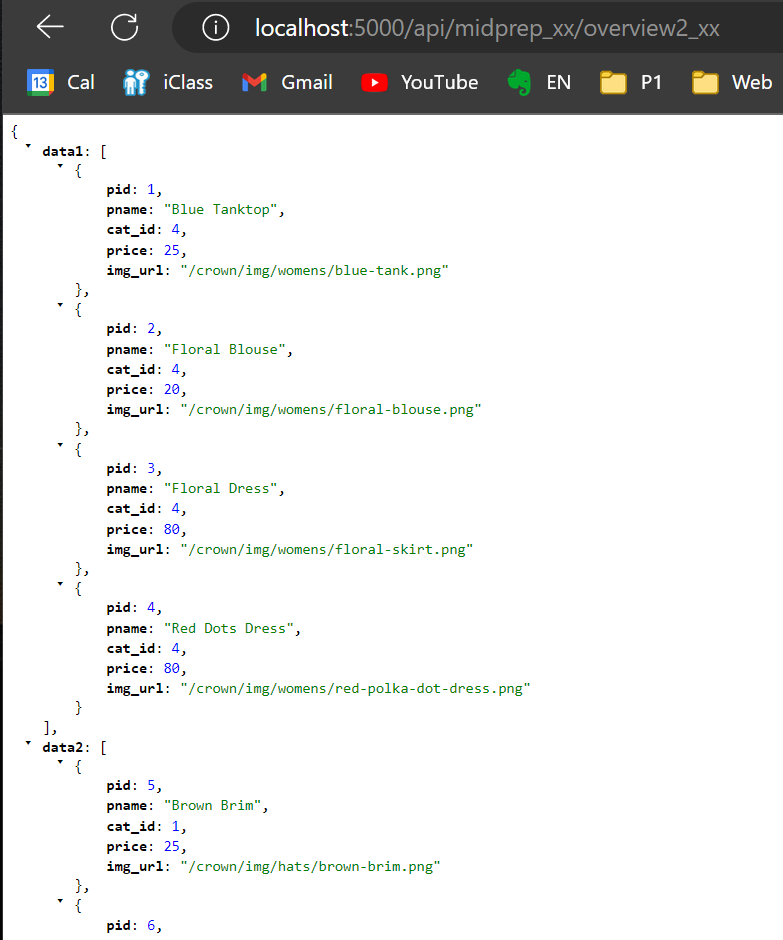 localhost:5000/api/midprep_xx/overview2_xx
13 Cal iClass Gmail YouTube EN P1 Web
{
data1: [
{
pid: 1,
pname: "Blue Tanktop",
cat_id: 4,
price: 25,
img_url: "/crown/img/womens/blue-tank.png"
},
{
pid: 2,
pname: "Floral Blouse",
cat_id: 4,
price: 20,
img_url: "/crown/img/womens/floral-blouse.png"
},
{
pid: 3,
pname: "Floral Dress",
cat_id: 4,
price: 80,
img_url: "/crown/img/womens/floral-skirt.png"
},
{
pid: 4,
pname: "Red Dots Dress",
cat_id: 4,
price: 80,
img_url: "/crown/img/womens/red-polka-dot-dress.png"
}
],
data2: [
{
pid: 5,
pname: "Brown Brim",
cat_id: 1,
price: 25,
img_url: "/crown/img/hats/brown-brim.png"
},
{
pid: 6,